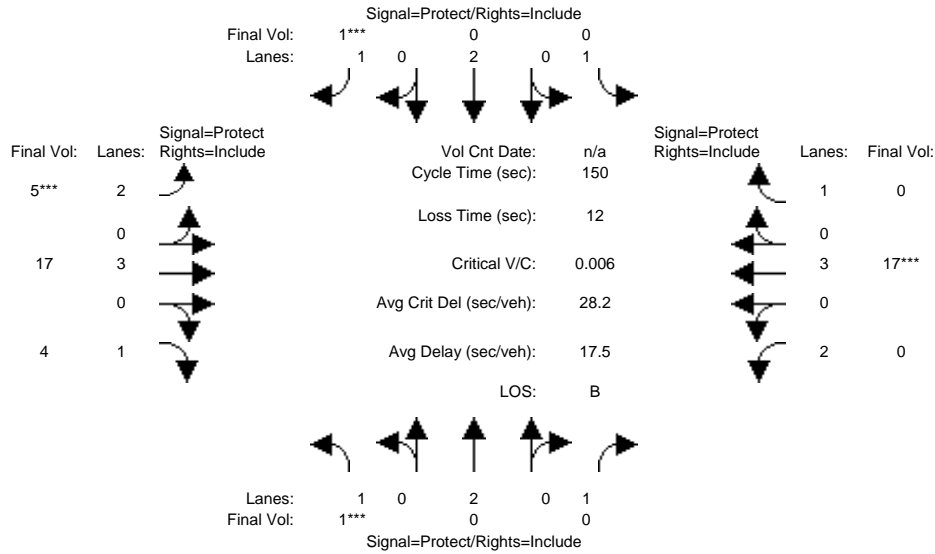 Signal=Protect/Rights=Include
Final Vol: 1*** 0 0
Lanes: 1 0 2 0 1
Signal=Protect
Final Vol: Lanes: Rights=Include
Vol Cnt Date: n/a
Signal=Protect
Rights=Include Lanes: Final Vol:
Cycle Time (sec): 150
5*** 2
1 0
Loss Time (sec): 12
0
0
17 3
Critical V/C: 0.006
3 17***
0
Avg Crit Del (sec/veh): 28.2
0
4 1
Avg Delay (sec/veh): 17.5
2 0
LOS: B
Lanes: 1 0 2 0 1
Final Vol: 1*** 0 0
Signal=Protect/Rights=Include